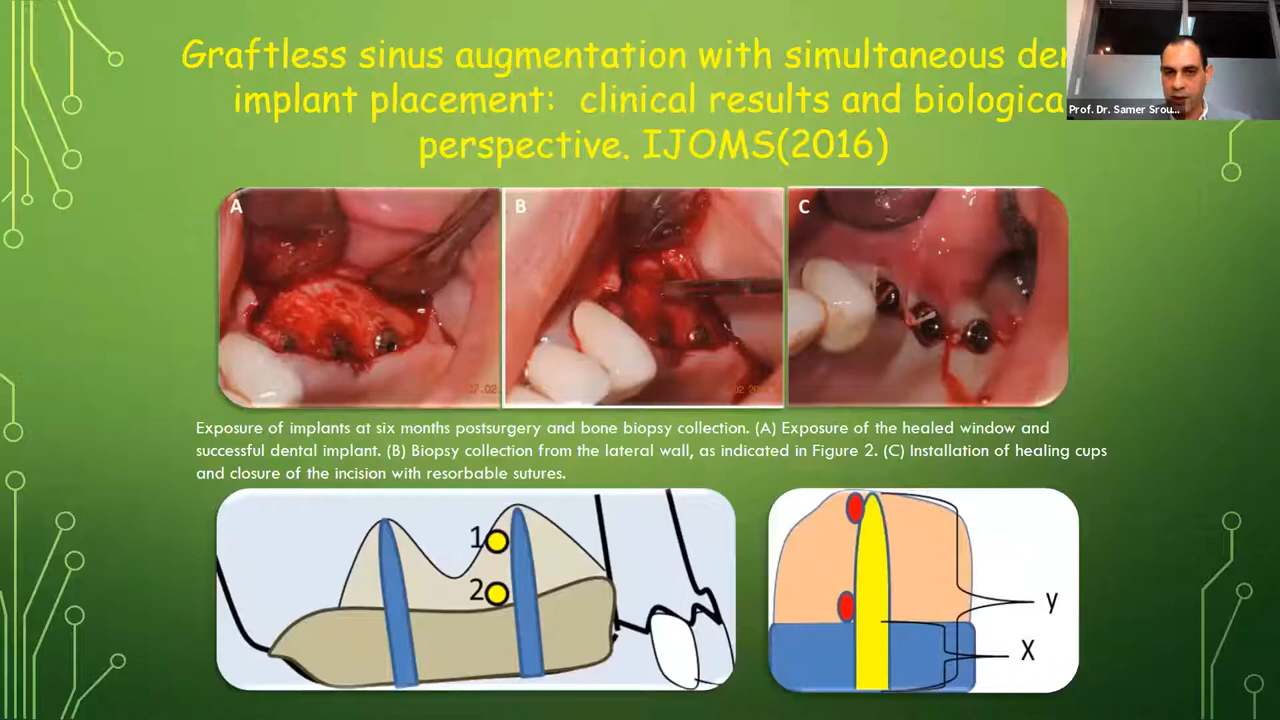 Graftless sinus augmentation with simultaneous
implant placement: clinical results and biologica
perspective. IJOMS(2016)
Prof. Dr. Samer Srou...
A
B
C
Exposure of implants at six months postsurgery and bone biopsy collection. (A) Exposure of the healed window and
successful dental implant. (B) Biopsy collection from the lateral wall, as indicated in Figure 2. (C) Installation of healing cups
and closure of the incision with resorbable sutures.
1
2
y
X